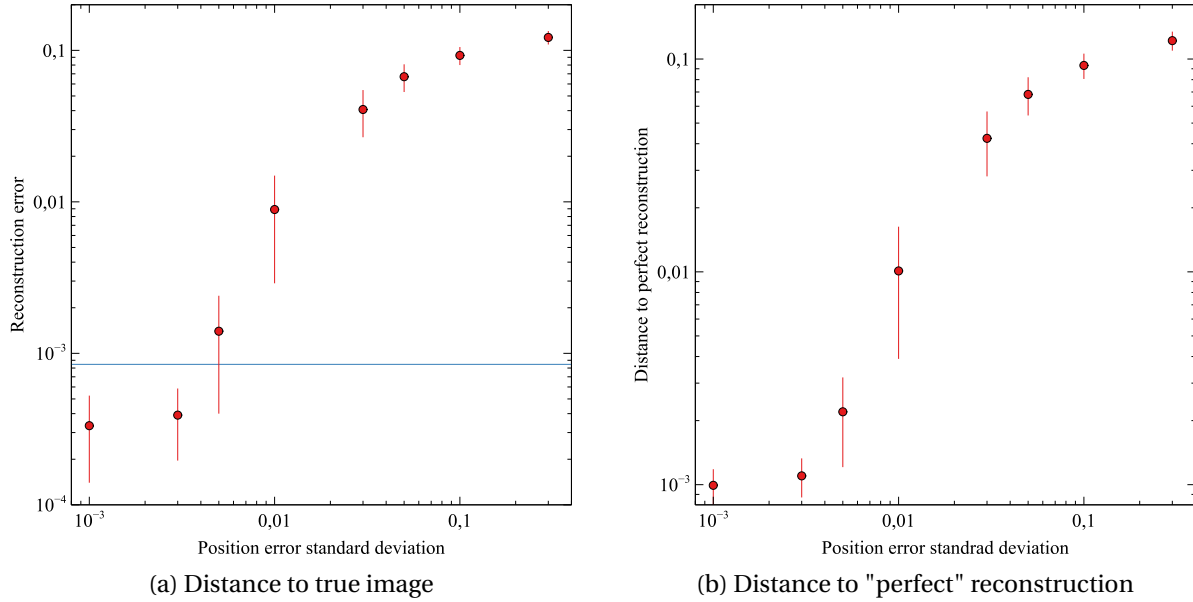 0,1
0,01
10⁻³
10⁻⁴
Reconstruction error
10⁻³
0,01
0,1
Position error standard deviation
(a) Distance to true image
0,1
0,01
10⁻³
Distance to perfect reconstruction
10⁻³
0,01
0,1
Position error standrad deviation
(b) Distance to "perfect" reconstruction